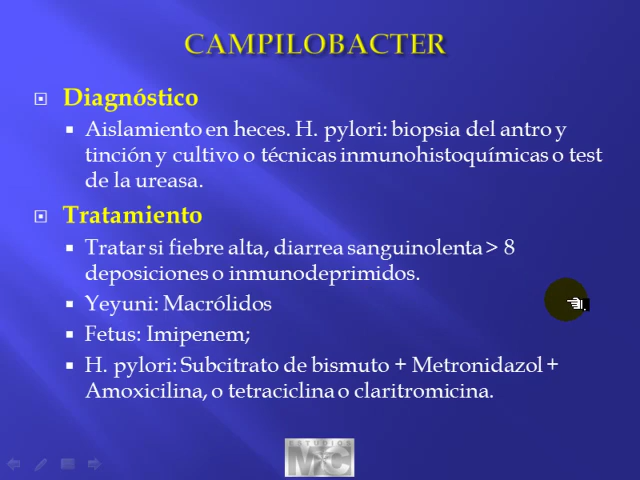 CAMPILOBACTER
Diagnóstico
Aislamiento en heces. H. pylori: biopsia del antro y
tinción y cultivo o técnicas inmunohistoquímicas o test
de la ureasa.
Tratamiento
Tratar si fiebre alta, diarrea sanguinolenta > 8
deposiciones o inmunodeprimidos.
Yeyuni: Macrólidos
Fetus: Imipenem;
H. pylori: Subcitrato de bismuto + Metronidazol +
Amoxicilina, o tetraciclina o claritromicina.
ESTUDIOS
MC